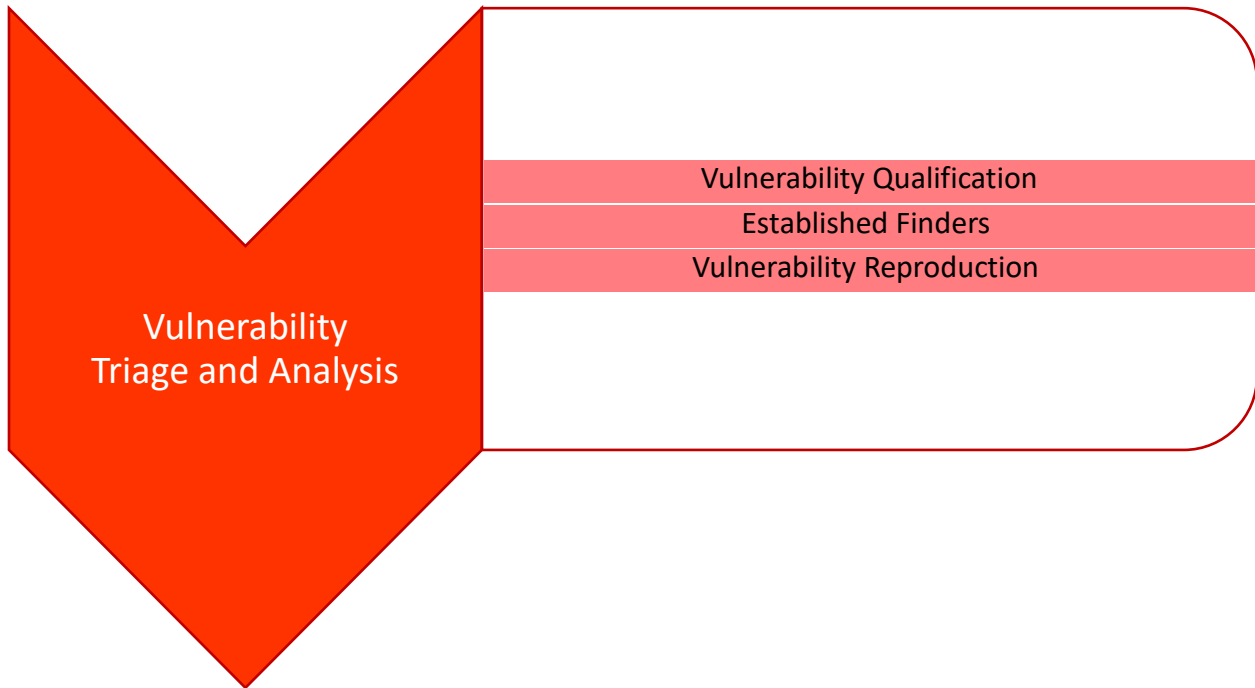 Vulnerability
Triage and Analysis
Vulnerability Qualification
Established Finders
Vulnerability Reproduction